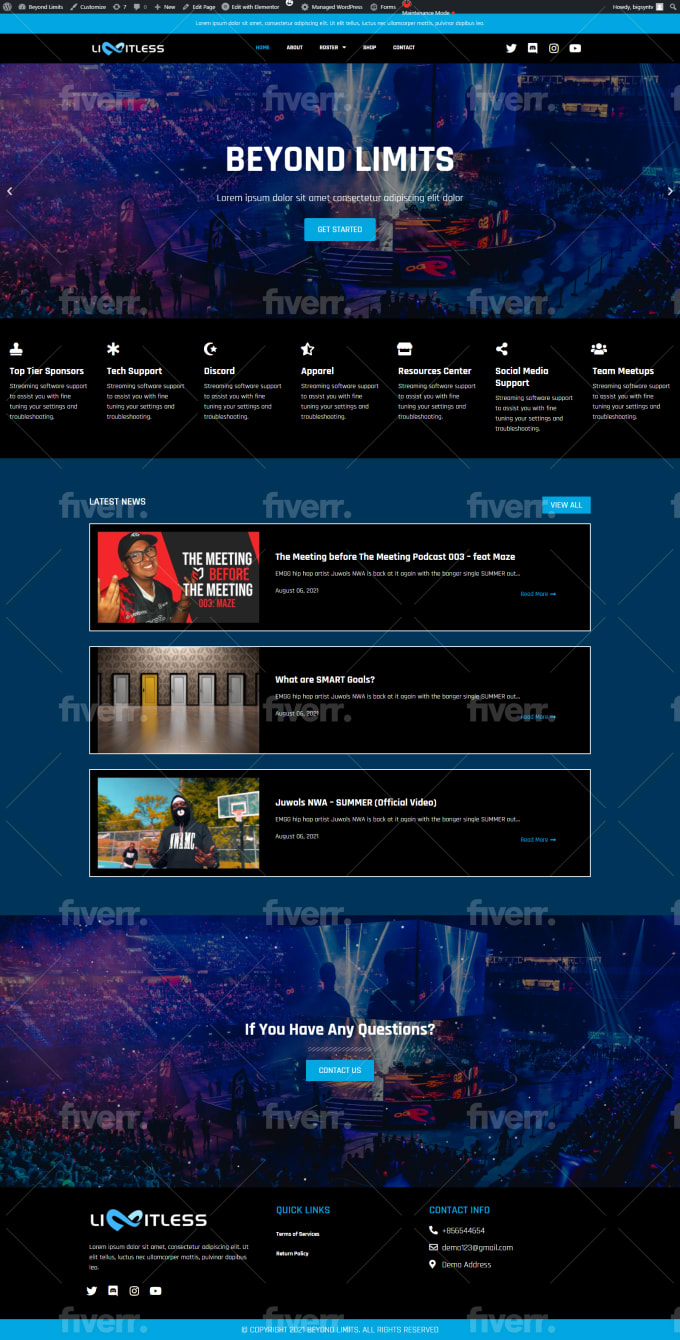 Beyond Limits Customize 7 0 New Edit Page Edit with Elementor Managed WordPress Forms Maintenance Mode Howdy, bigsyntx
Lorem ipsum dolor sit amet, consectetur adipiscing elit. Ut elit tellus, luctus nec ullamcorper mattis, pulvinar dapibus leo.
LIMITLESS HOME ABOUT ROSTER SHOP CONTACT
fiverr. fiverr. fiverr.
BEYOND LIMITS
Lorem ipsum dolor sit amet consectetur adipiscing elit dolor
GET STARTED
fiverr. fiverr. fiverr.
Top Tier Sponsors
Streaming software support
to assist you with fine
tuning your settings and
troubleshooting.
Tech Support
Streaming software support
to assist you with fine
tuning your settings and
troubleshooting.
Discord
Streaming software support
to assist you with fine
tuning your settings and
troubleshooting.
Apparel
Streaming software support
to assist you with fine
tuning your settings and
troubleshooting.
Resources Center
Streaming software support
to assist you with fine
tuning your settings and
troubleshooting.
Social Media
Support
Streaming software support
to assist you with fine
tuning your settings and
troubleshooting.
Team Meetups
Streaming software support
to assist you with fine
tuning your settings and
troubleshooting.
LATEST NEWS
VIEW ALL
fiverr. fiverr. fiverr.
THE MEETING
BEFORE
THE MEETING
003: MAZE
The Meeting before The Meeting Podcast 003 - feat Maze
EMGG hip hop artist Juwols NWA is back at it again with the banger single SUMMER out...
August 06, 2021
Read More
What are SMART Goals?
EMGG hip hop artist Juwols NWA is back at it again with the banger single SUMMER out...
August 06, 2021
Read More
fiverr. fiverr. fiverr.
Juwols NWA – SUMMER (Official Video)
EMGG hip hop artist Juwols NWA is back at it again with the banger single SUMMER out...
August 06, 2021
Read More
fiverr. fiverr. fiverr.
If You Have Any Questions?
CONTACT US
fiverr. fiverr. fiverr.
LIMITLESS
Lorem ipsum dolor sit amet, consectetur adipiscing elit. Ut
elit tellus, luctus nec ullamcorper mattis, pulvinar dapibus
leo.
QUICK LINKS
Terms of Services
Return Policy
CONTACT INFO
+856544654
demo123@gmail.com
Demo Address
fiverr. fiverr. fiverr.
© COPYRIGHT 2021 BEYOND LIMITS. ALL RIGHTS RESERVED